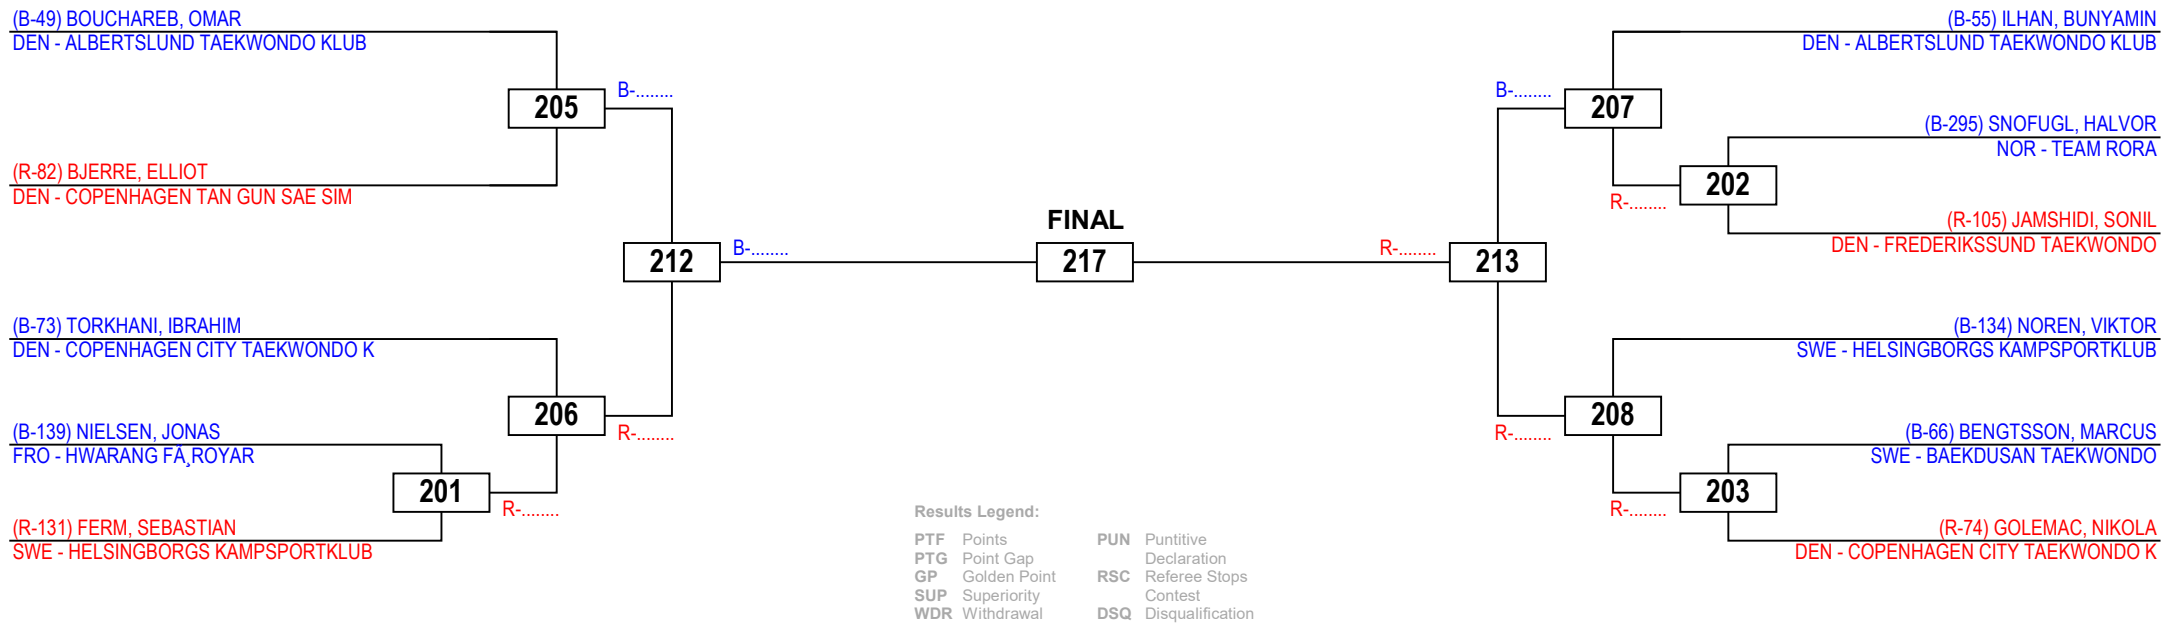 (B-49) BOUCHAREB, OMAR
DEN - ALBERTSLUND TAEKWONDO KLUB
205
B-........
(R-82) BJERRE, ELLIOT
DEN - COPENHAGEN TAN GUN SAE SIM
212
B-........
(B-73) TORKHANI, IBRAHIM
DEN - COPENHAGEN CITY TAEKWONDO K
206
R-........
(B-139) NIELSEN, JONAS
FRO - HWARANG FÃ¸ROYAR
201
R-........
(R-131) FERM, SEBASTIAN
SWE - HELSINGBORGS KAMPSPORTKLUB
FINAL
217
(B-55) ILHAN, BUNYAMIN
DEN - ALBERTSLUND TAEKWONDO KLUB
B-........
207
(B-295) SNOFUGL, HALVOR
NOR - TEAM RORA
202
R-........
(R-105) JAMSHIDI, SONIL
DEN - FREDERIKSSUND TAEKWONDO
R-........
213
(B-134) NOREN, VIKTOR
SWE - HELSINGBORGS KAMPSPORTKLUB
208
R-........
(B-66) BENGTSSON, MARCUS
SWE - BAEKDUSAN TAEKWONDO
203
R-........
(R-74) GOLEMAC, NIKOLA
DEN - COPENHAGEN CITY TAEKWONDO K
Results Legend:
PTF Points
PTG Point Gap
GP Golden Point
SUP Superiority
WDR Withdrawal
PUN Puntitive
Declaration
RSC Referee Stops
Contest
DSQ Disqualification